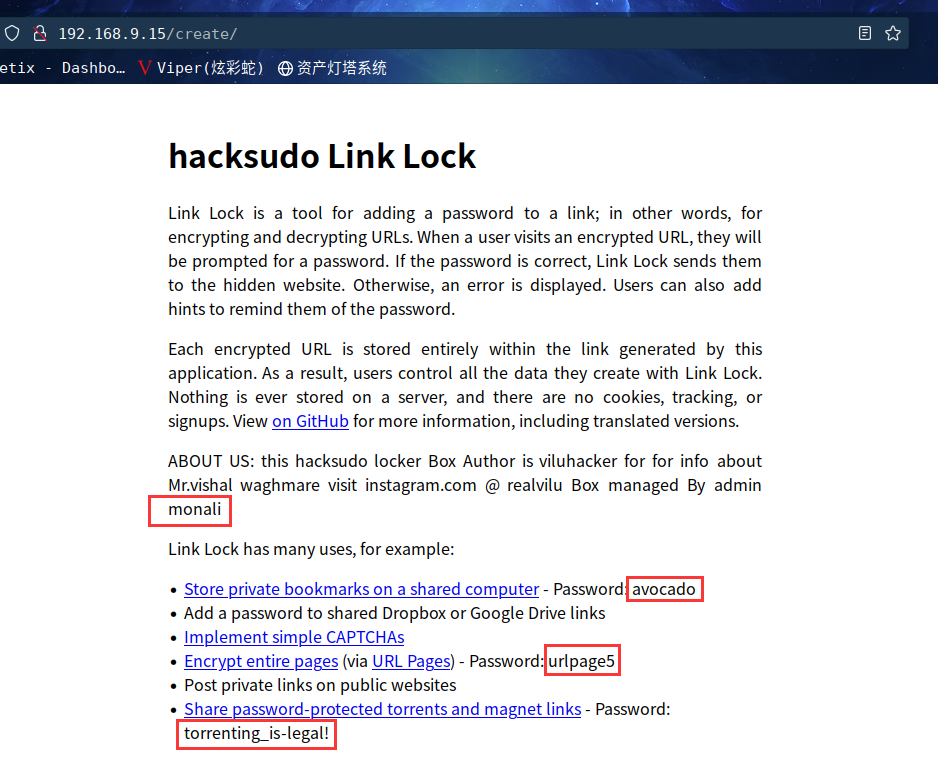 192.168.9.15/create/
etix - Dashbo… Viper(炫彩蛇) 资产灯塔系统
hacksudo Link Lock
Link Lock is a tool for adding a password to a link; in other words, for
encrypting and decrypting URLs. When a user visits an encrypted URL, they will
be prompted for a password. If the password is correct, Link Lock sends them
to the hidden website. Otherwise, an error is displayed. Users can also add
hints to remind them of the password.
Each encrypted URL is stored entirely within the link generated by this
application. As a result, users control all the data they create with Link Lock.
Nothing is ever stored on a server, and there are no cookies, tracking, or
signups. View on GitHub for more information, including translated versions.
ABOUT US: this hacksudo locker Box Author is viluhacker for for info about
Mr.vishal waghmare visit instagram.com @ realvilu Box managed By admin
monali
Link Lock has many uses, for example:
• Store private bookmarks on a shared computer - Password: avocado
• Add a password to shared Dropbox or Google Drive links
• Implement simple CAPTCHAs
• Encrypt entire pages (via URL Pages) - Password: urlpage5
• Post private links on public websites
• Share password-protected torrents and magnet links - Password:
torrenting_is-legal!